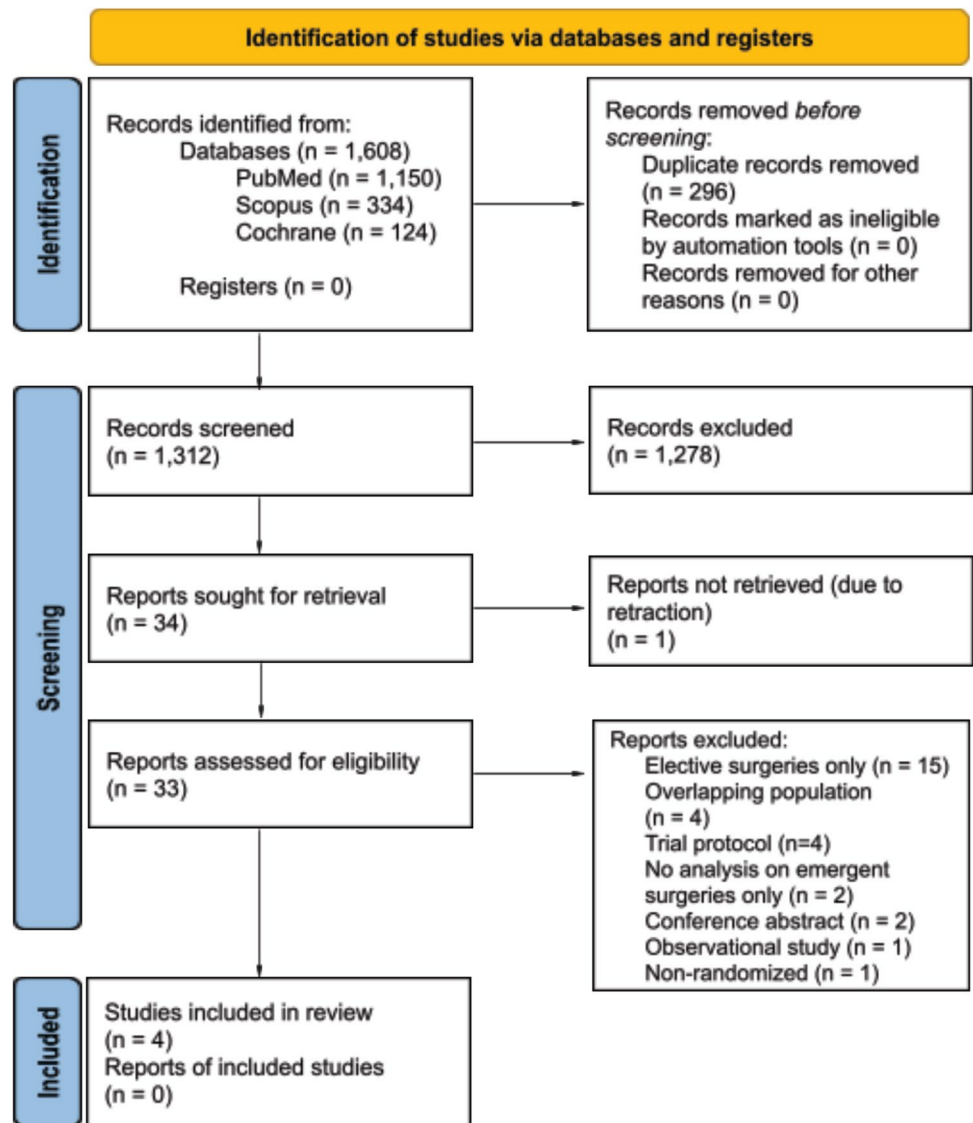 Identification of studies via databases and registers
Identification
Records identified from:
Databases (n = 1,608)
PubMed (n = 1,150)
Scopus (n = 334)
Cochrane (n = 124)
Registers (n = 0)
Records removed before
screening:
Duplicate records removed
(n = 296)
Records marked as ineligible
by automation tools (n = 0)
Records removed for other
reasons (n = 0)
Screening
Records screened
(n = 1,312)
Records excluded
(n = 1,278)
Reports sought for retrieval
(n = 34)
Reports not retrieved (due to
retraction)
(n = 1)
Reports assessed for eligibility
(n = 33)
Reports excluded:
Elective surgeries only (n = 15)
Overlapping population
(n = 4)
Trial protocol (n=4)
No analysis on emergent
surgeries only (n = 2)
Conference abstract (n = 2)
Observational study (n = 1)
Non-randomized (n = 1)
Included
Studies included in review
(n = 4)
Reports of included studies
(n = 0)